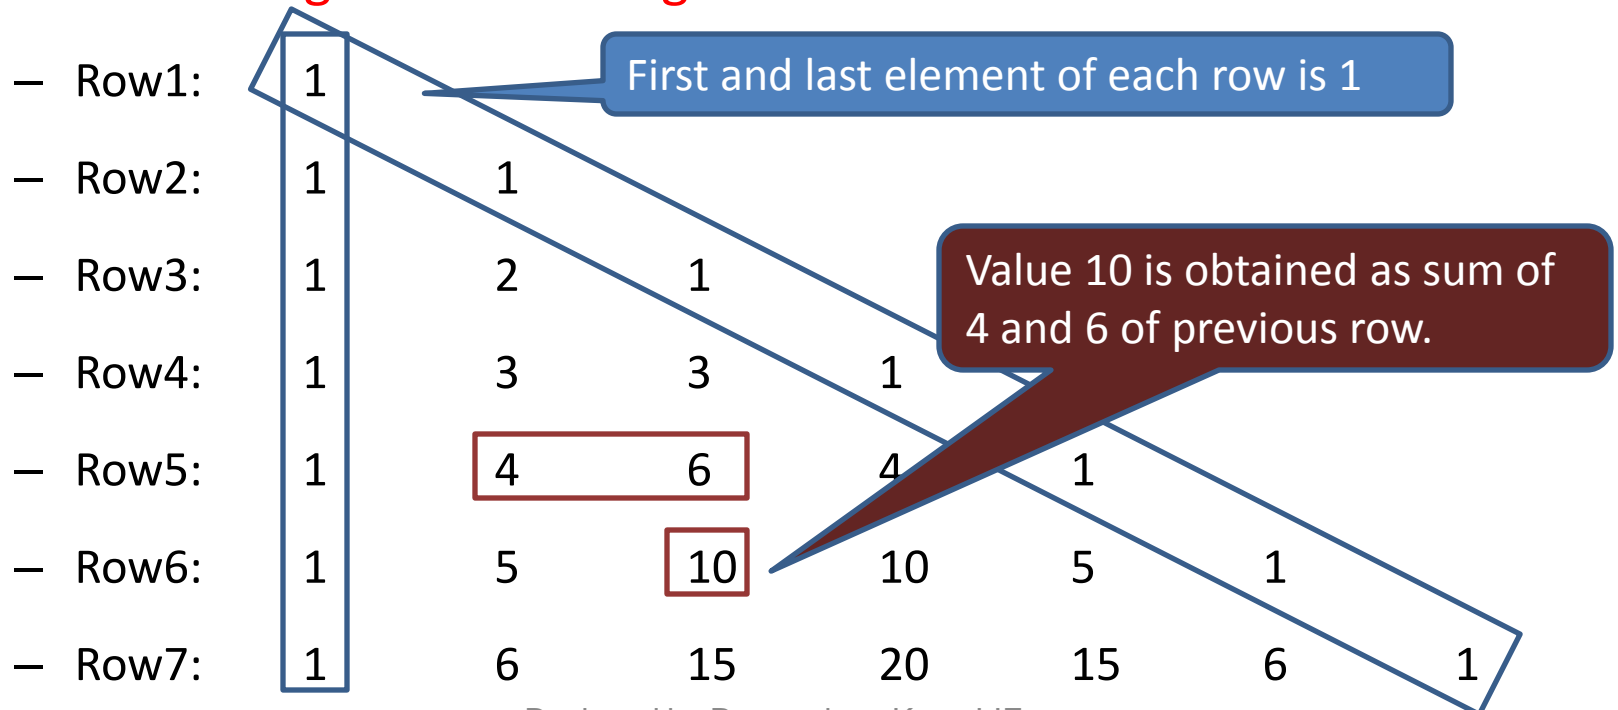 – Row1: 1
First and last element of each row is 1
– Row2: 1 1
– Row3: 1 2 1
Value 10 is obtained as sum of
4 and 6 of previous row.
– Row4: 1 3 3 1
– Row5: 1 4 6 4 1
– Row6: 1 5 10 10 5 1
– Row7: 1 6 15 20 15 6 1